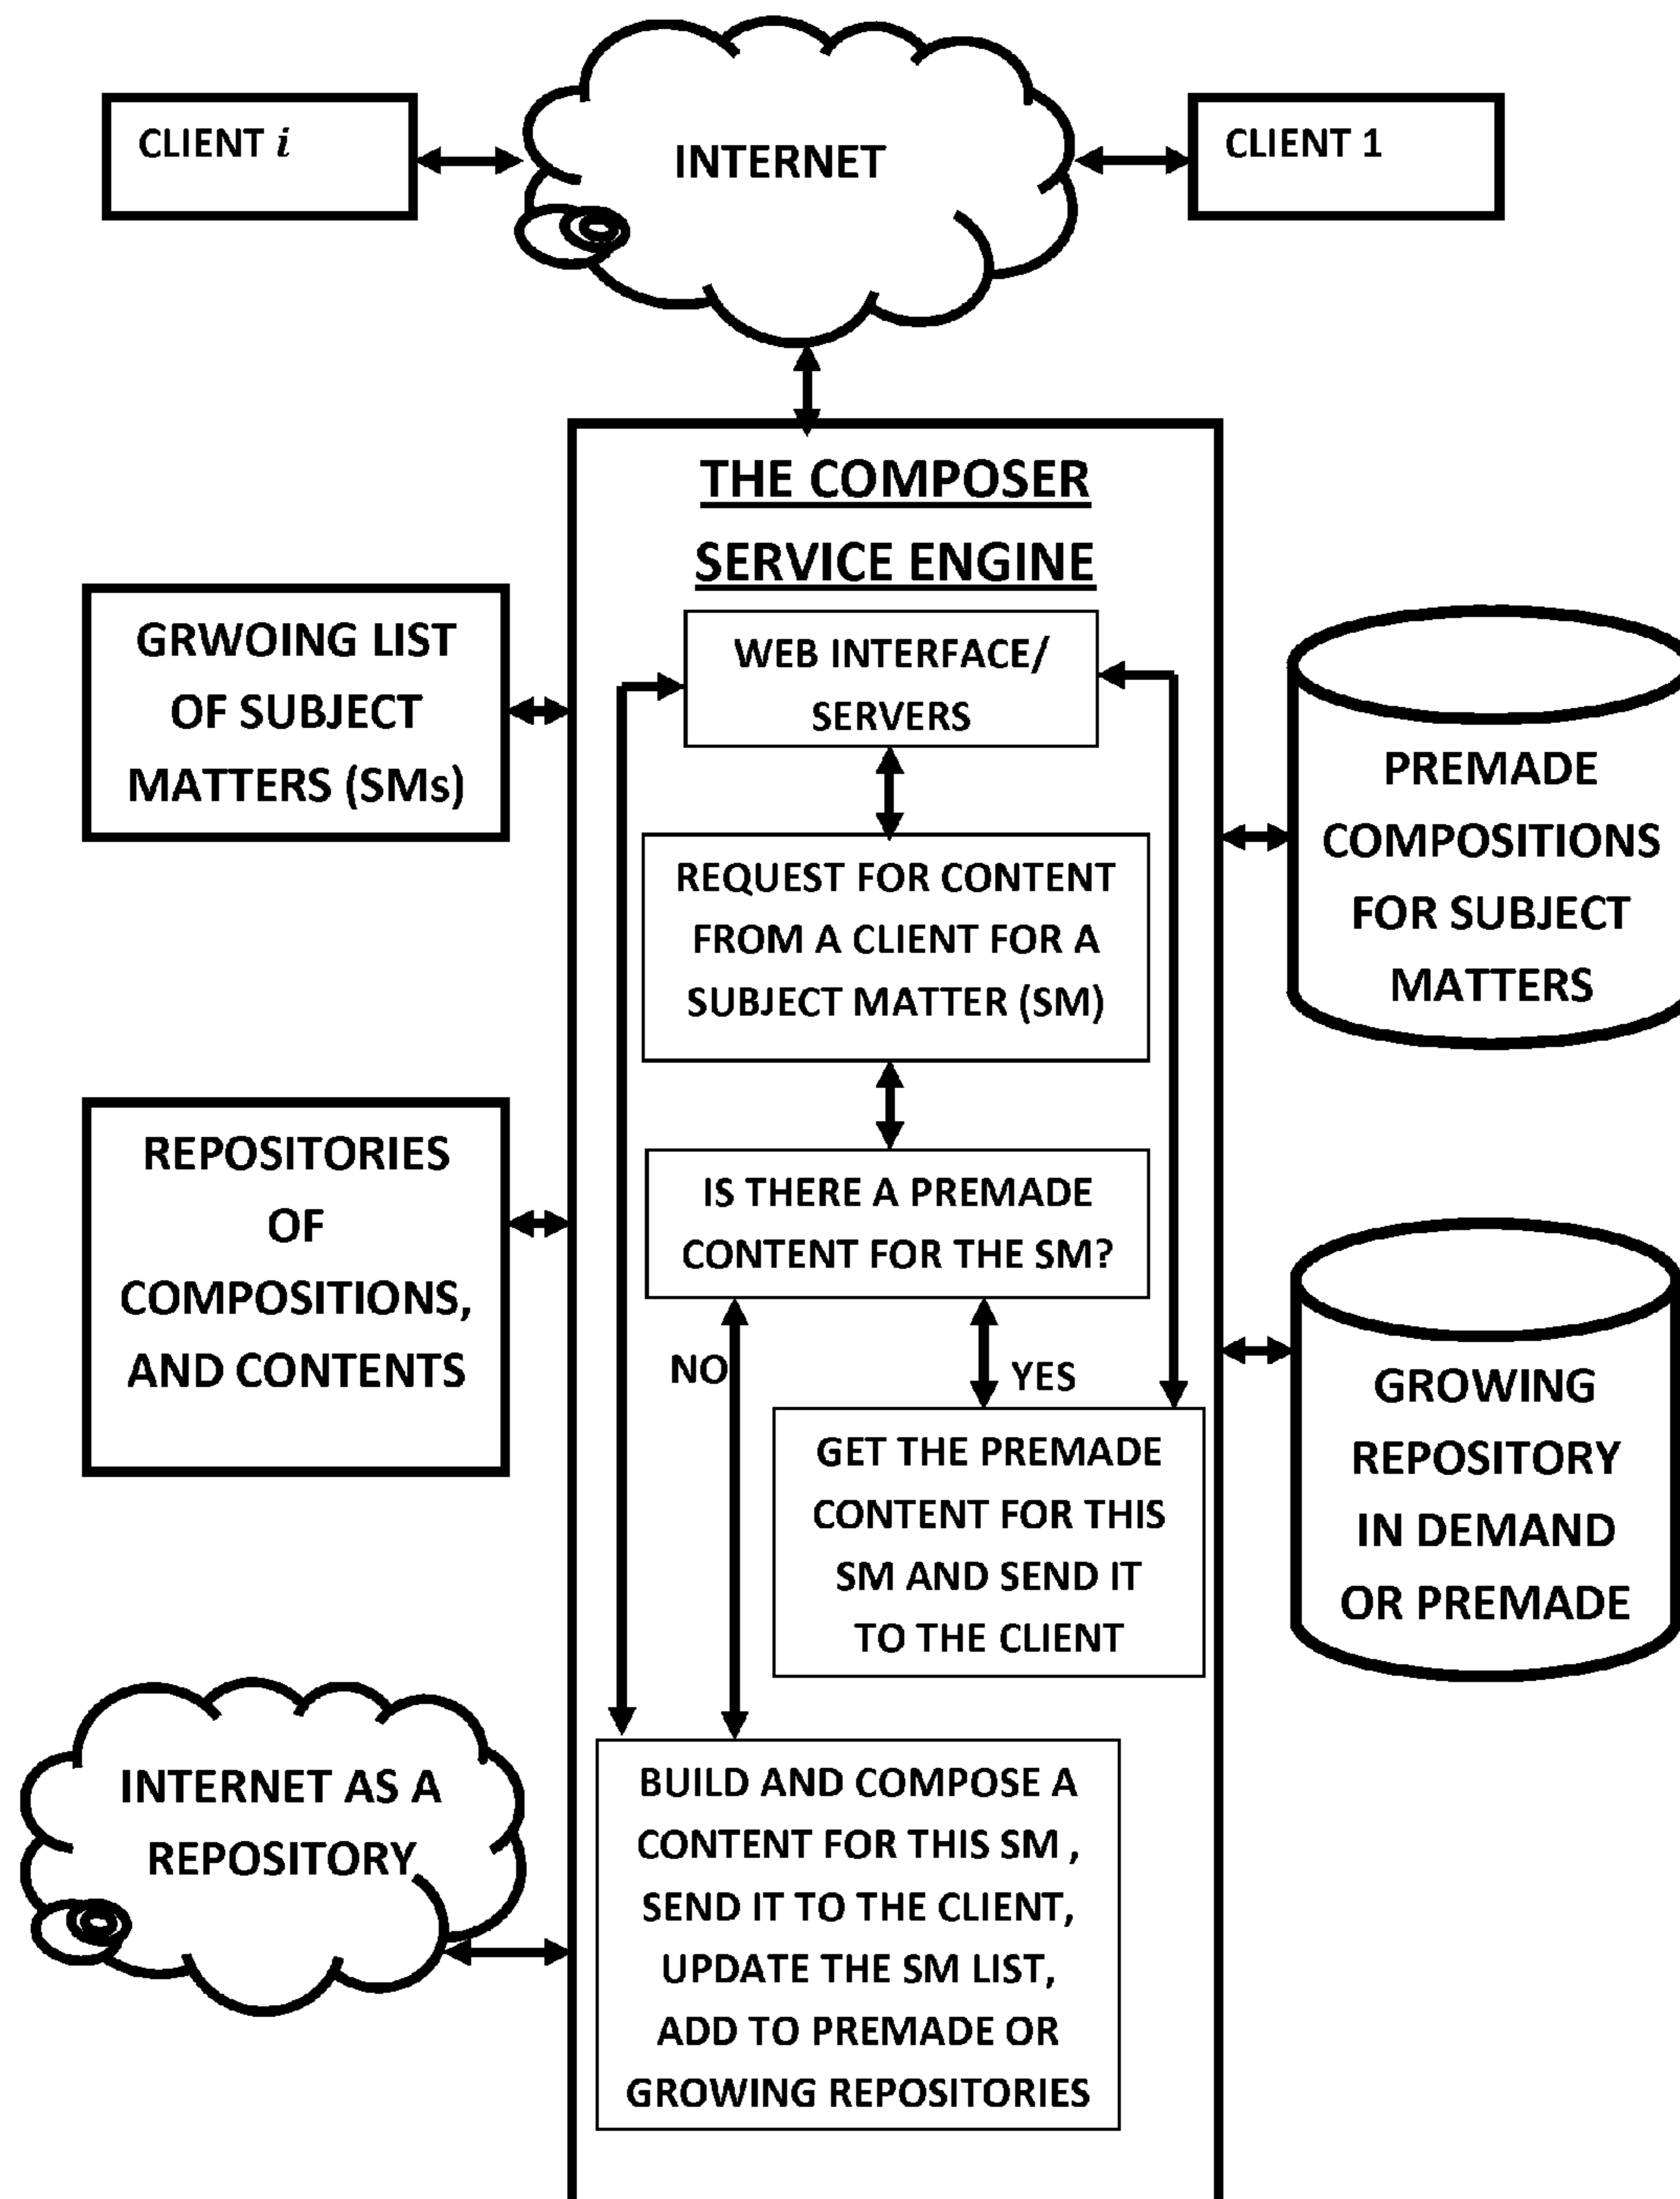 CLIENT i
INTERNET
CLIENT 1
THE COMPOSER
SERVICE ENGINE
GRWOING LIST
OF SUBJECT
MATTERS (SMs)
WEB INTERFACE/
SERVERS
PREMADE
COMPOSITIONS
FOR SUBJECT
MATTERS
REQUEST FOR CONTENT
FROM A CLIENT FOR A
SUBJECT MATTER (SM)
REPOSITORIES
OF
COMPOSITIONS,
AND CONTENTS
IS THERE A PREMADE
CONTENT FOR THE SM?
NO
YES
GROWING
REPOSITORY
IN DEMAND
OR PREMADE
GET THE PREMADE
CONTENT FOR THIS
SM AND SEND IT
TO THE CLIENT
INTERNET AS A
REPOSITORY
BUILD AND COMPOSE A
CONTENT FOR THIS SM ,
SEND IT TO THE CLIENT,
UPDATE THE SM LIST,
ADD TO PREMADE OR
GROWING REPOSITORIES